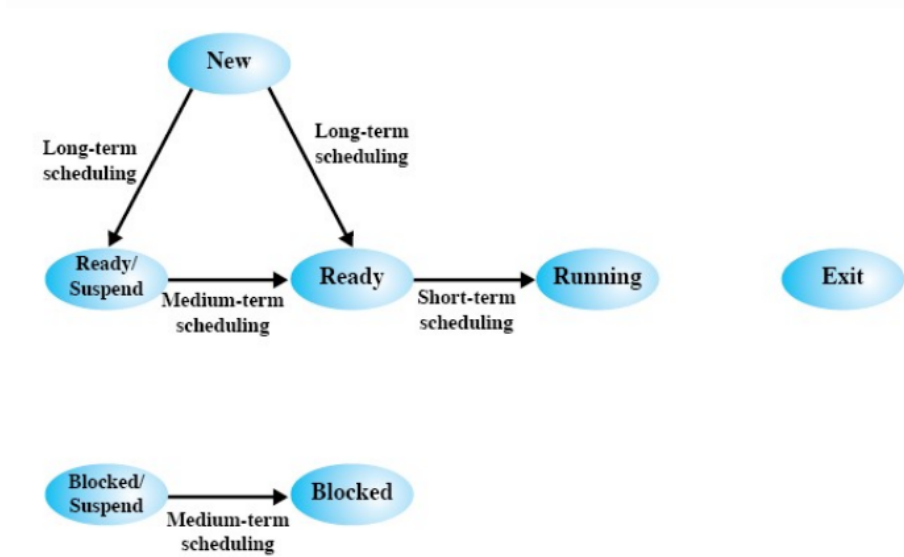 New
Long-term
scheduling
Long-term
scheduling
Ready/
Suspend
Medium-term
scheduling
Ready
Short-term
scheduling
Running
Exit
Blocked/
Suspend
Medium-term
scheduling
Blocked